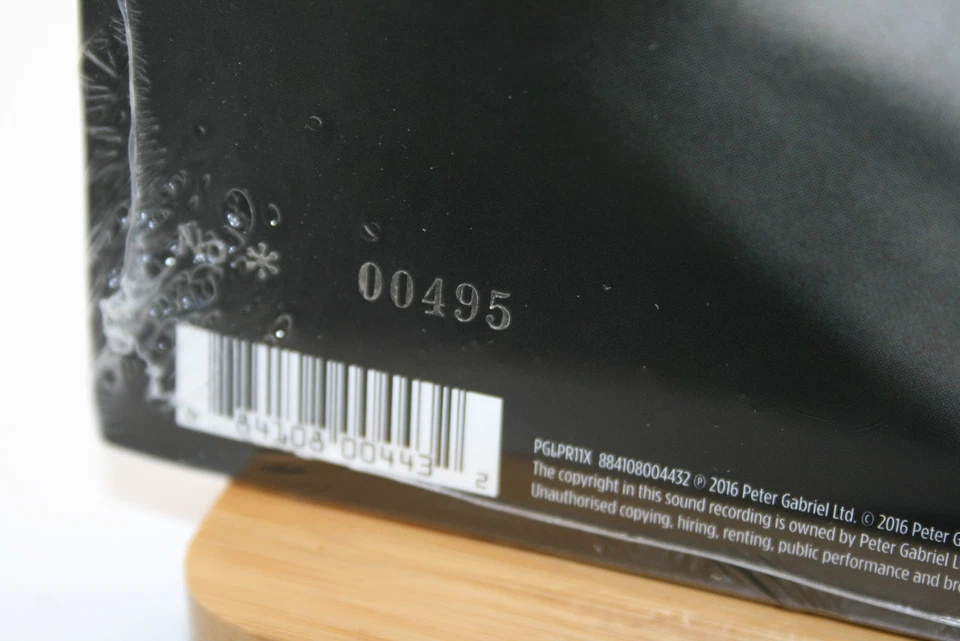 No * 00495
84108 00443 2
PGLPR11X 884108004432 ℗ 2016 Peter Gabriel Ltd. © 2016 Peter
The copyright in this sound recording is owned by Peter Gabriel
Unauthorised copying, hiring, renting, public performance and